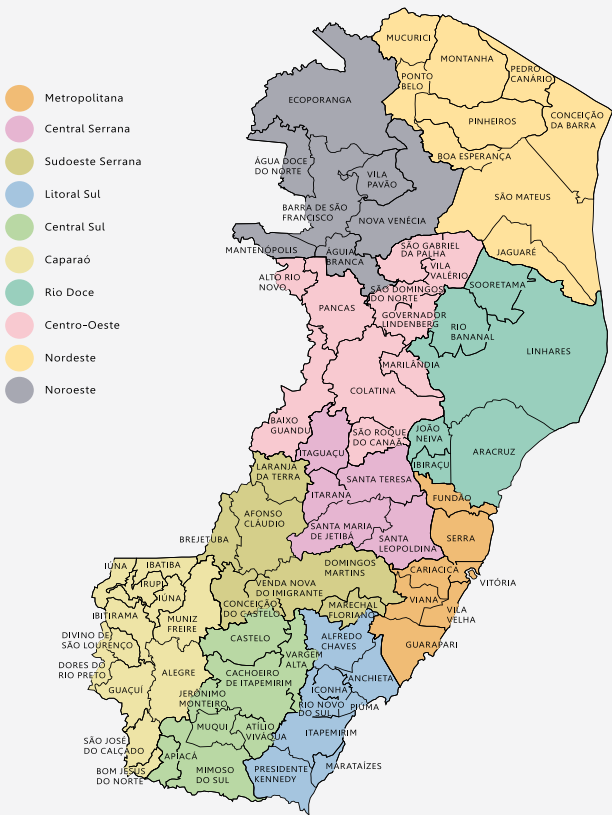 Metropolitana
Central Serrana
Sudoeste Serrana
Litoral Sul
Central Sul
Caparaó
Rio Doce
Centro-Oeste
Nordeste
Noroeste
MUCURICI
MONTANHA
PEDRO
CANÁRIO
PONTO
BELO
ECOPORANGA
PINHEIROS
CONCEIÇÃO
DA BARRA
BOA ESPERANÇA
ÁGUA DOCE
DO NORTE
VILA
PAVÃO
SÃO MATEUS
BARRA DE SÃO
FRANCISCO
NOVA VENÉCIA
MANTENÓPOLIS
ÁGUIA
BRANCA
SÃO GABRIEL
DA PALHA
JAGUARÉ
VILA
VALÉRIO
ALTO RIO
NOVO
SOORETAMA
SÃO DOMINGOS
DO NORTE
PANCAS
GOVERNADOR
LINDENBERG
RIO
BANANAL
LINHARES
MARILÂNDIA
COLATINA
BAIXO
GUANDU
SÃO ROQUE
DO CANAÃ
JOÃO
NEIVA
ITAGUAÇU
ARACRUZ
IBIRAÇU
LARANJA
DA TERRA
SANTA TERESA
ITARANA
FUNDÃO
AFONSO
CLÁUDIO
SANTA MARIA
DE JETIBÁ
SERRA
BREJETUBA
SANTA
LEOPOLDINA
IÚNA
IBATIBA
DOMINGOS
MARTINS
CARIACICA
VITÓRIA
IRUPI
VENDA NOVA
DO IMIGRANTE
IÚNA
VIANA
CONCEIÇÃO
DO CASTELO
MARECHAL
FLORIANO
VILA
VELHA
IBITIRAMA
MUNIZ
FREIRE
DIVINO DE
SÃO LOURENÇO
CASTELO
ALFREDO
CHAVES
GUARAPARI
VARGEM
ALTA
DORES DO
RIO PRETO
ALEGRE
CACHOEIRO
DE ITAPEMIRIM
ANCHIETA
GUAÇUÍ
ICONHA
JERÔNIMO
MONTEIRO
RIO NOVO
DO SUL
PIÚMA
MUQUI
ATÍLIO
VIVÁQUA
ITAPEMIRIM
SÃO JOSÉ
DO CALÇADO
APIACÁ
BOM JESUS
DO NORTE
MIMOSO
DO SUL
PRESIDENTE
KENNEDY
MARATAÍZES